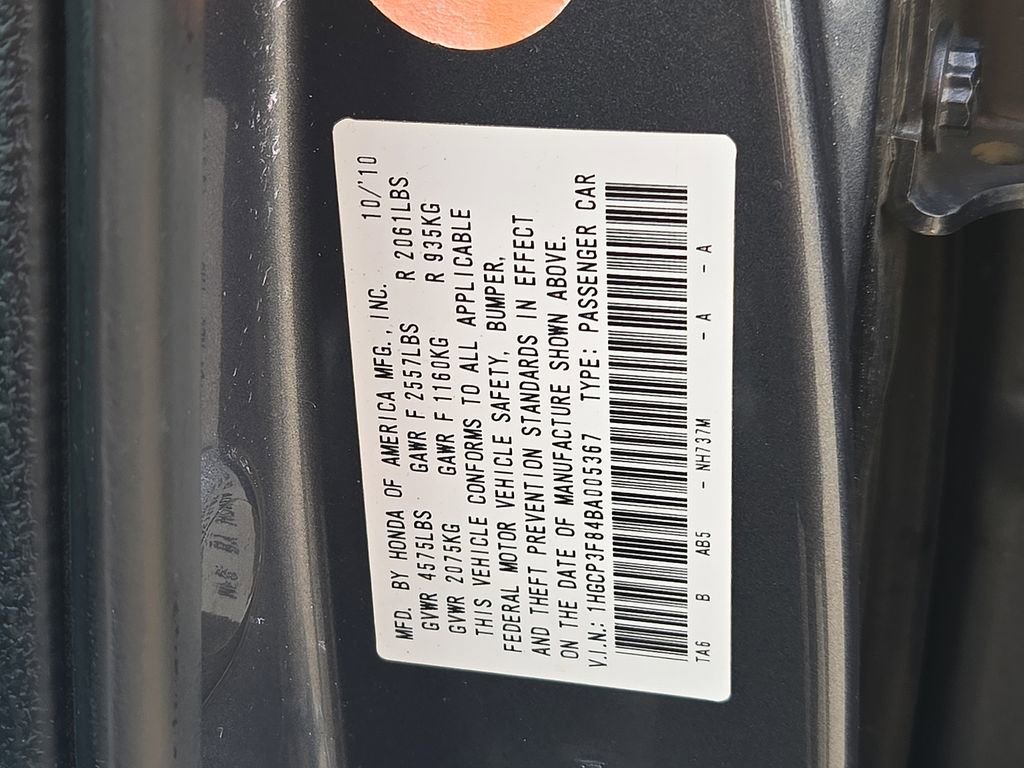 MFD. BY HONDA OF AMERICA MFG., INC. 10/'10
GVWR 4575LBS GAWR F 2557LBS R 2061LBS
GVWR 2075KG GAWR F 1160KG R 935KG
THIS VEHICLE CONFORMS TO ALL APPLICABLE
FEDERAL MOTOR VEHICLE SAFETY, BUMPER,
AND THEFT PREVENTION STANDARDS IN EFFECT
ON THE DATE OF MANUFACTURE SHOWN ABOVE.
V.I.N.: 1HGCP3F84BA005367 TYPE: PASSENGER CAR
TA6 B AB5 - NH737M - A - A